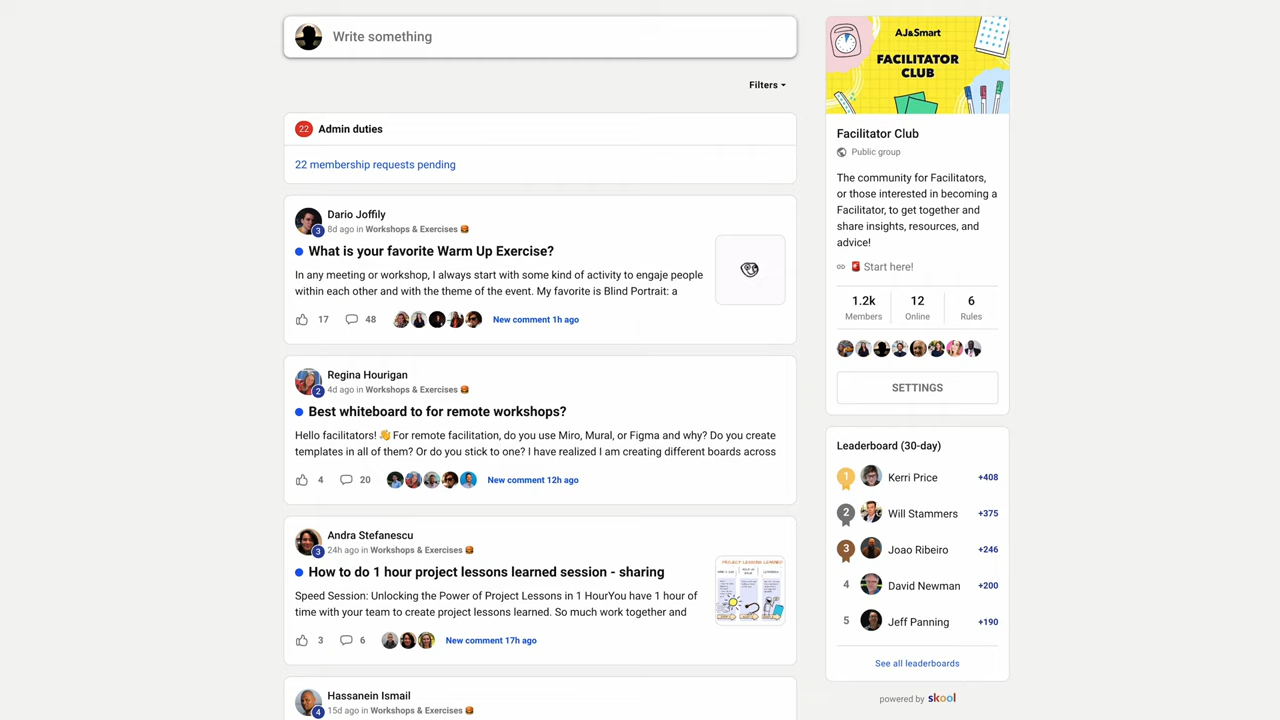 Write something
Filters
22 Admin duties
22 membership requests pending
Dario Joffily
3
8d ago in Workshops & Exercises 🍔
What is your favorite Warm Up Exercise?
In any meeting or workshop, I always start with some kind of activity to engaje people
within each other and with the theme of the event. My favorite is Blind Portrait: a
17 48 New comment 1h ago
Regina Hourigan
2
4d ago in Workshops & Exercises 🍔
Best whiteboard to for remote workshops?
Hello facilitators! 👋 For remote facilitation, do you use Miro, Mural, or Figma and why? Do you create
templates in all of them? Or do you stick to one? I have realized I am creating different boards across
4 20 New comment 12h ago
Andra Stefanescu
3
24h ago in Workshops & Exercises 🍔
How to do 1 hour project lessons learned session - sharing
Speed Session: Unlocking the Power of Project Lessons in 1 HourYou have 1 hour of
time with your team to create project lessons learned. So much work together and
PROJECT LESSONS LEARNED
3 6 New comment 17h ago
Hassanein Ismail
4
15d ago in Workshops & Exercises 🍔
AJ&Smart
FACILITATOR
CLUB
Facilitator Club
Public group
The community for Facilitators,
or those interested in becoming a
Facilitator, to get together and
share insights, resources, and
advice!
🚨 Start here!
1.2k 12 6
Members Online Rules
SETTINGS
Leaderboard (30-day)
1 Kerri Price +408
2 Will Stammers +375
3 Joao Ribeiro +246
4 David Newman +200
5 Jeff Panning +190
See all leaderboards
powered by skool